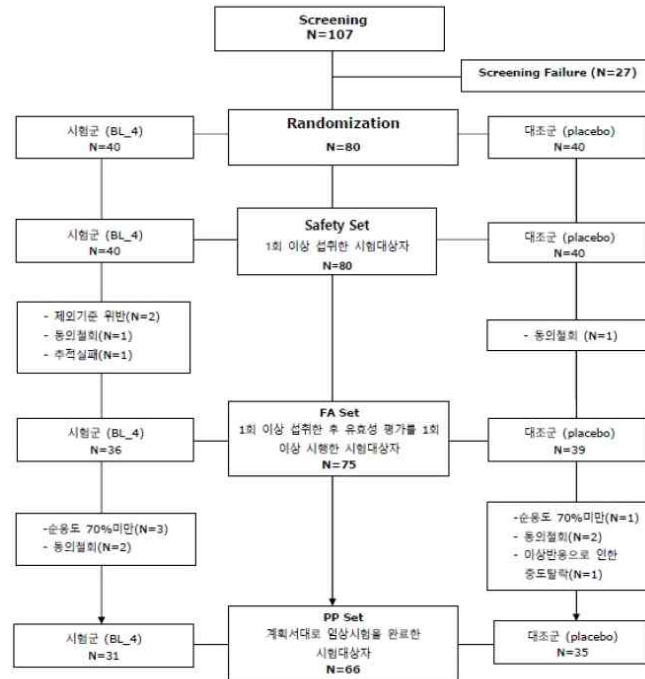 Screening
N=107
Screening Failure (N=27)
시험군 (BL_4)
N=40
Randomization
N=80
대조군 (placebo)
N=40
시험군 (BL_4)
N=40
Safety Set
1회 이상 섭취한 시험대상자
N=80
대조군 (placebo)
N=40
- 제외기준 위반(N=2)
- 동의철회(N=1)
- 추적실패(N=1)
- 동의철회 (N=1)
시험군 (BL_4)
N=36
FA Set
1회 이상 섭취한 후 유효성 평가를 1회
이상 시행한 시험대상자
N=75
대조군 (placebo)
N=39
-순응도 70%미만(N=3)
- 동의철회(N=2)
-순응도 70%미만(N=1)
- 동의철회(N=2)
- 이상반응으로 인한
중도탈락(N=1)
시험군 (BL_4)
N=31
PP Set
계획서대로 임상시험을 완료한
시험대상자
N=66
대조군 (placebo)
N=35